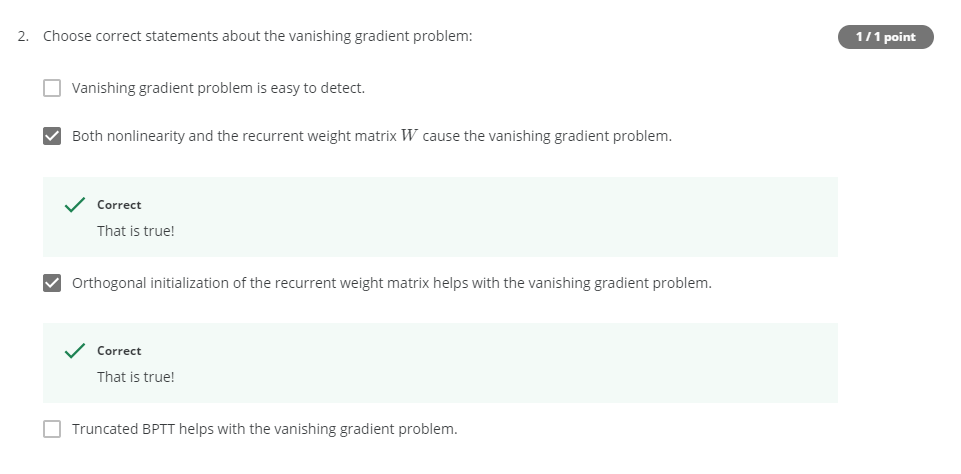 2. Choose correct statements about the vanishing gradient problem:
1 / 1 point
Vanishing gradient problem is easy to detect.
Both nonlinearity and the recurrent weight matrix W cause the vanishing gradient problem.
Correct
That is true!
Orthogonal initialization of the recurrent weight matrix helps with the vanishing gradient problem.
Correct
That is true!
Truncated BPTT helps with the vanishing gradient problem.